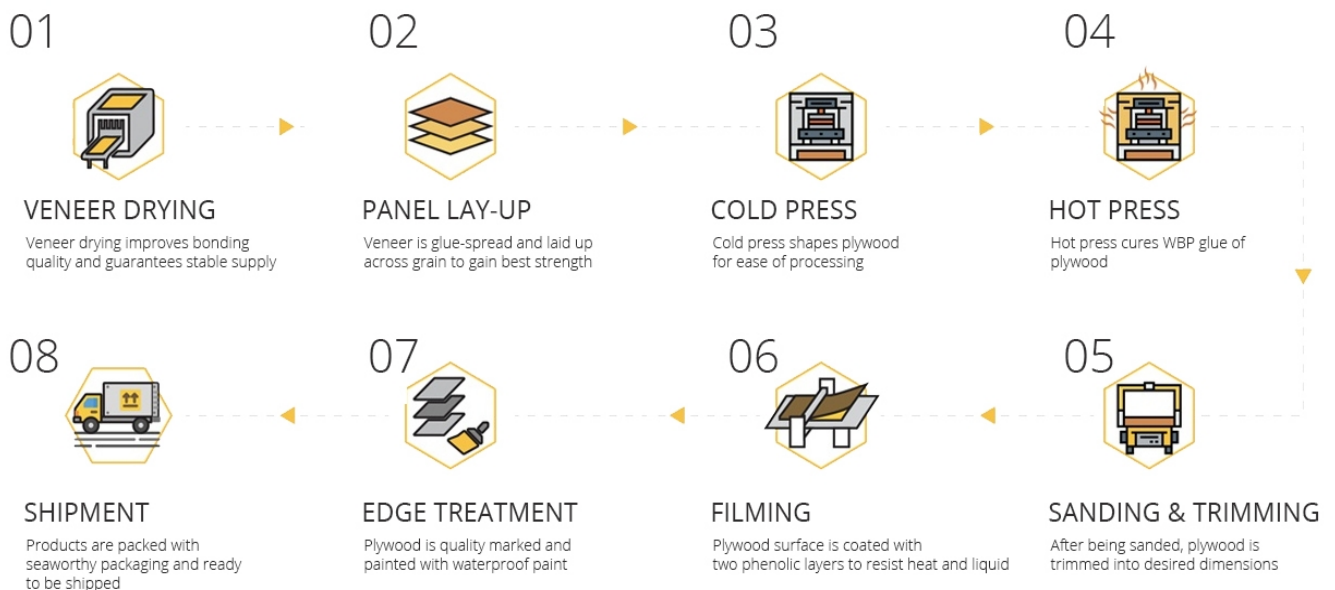 01
VENEER DRYING
Veneer drying improves bonding
quality and guarantees stable supply
02
PANEL LAY-UP
Veneer is glue-spread and laid up
across grain to gain best strength
03
COLD PRESS
Cold press shapes plywood
for ease of processing
04
HOT PRESS
Hot press cures WBP glue of
plywood
05
SANDING & TRIMMING
After being sanded, plywood is
trimmed into desired dimensions
06
FILMING
Plywood surface is coated with
two phenolic layers to resist heat and liquid
07
EDGE TREATMENT
Plywood is quality marked and
painted with waterproof paint
08
SHIPMENT
Products are packed with
seaworthy packaging and ready
to be shipped